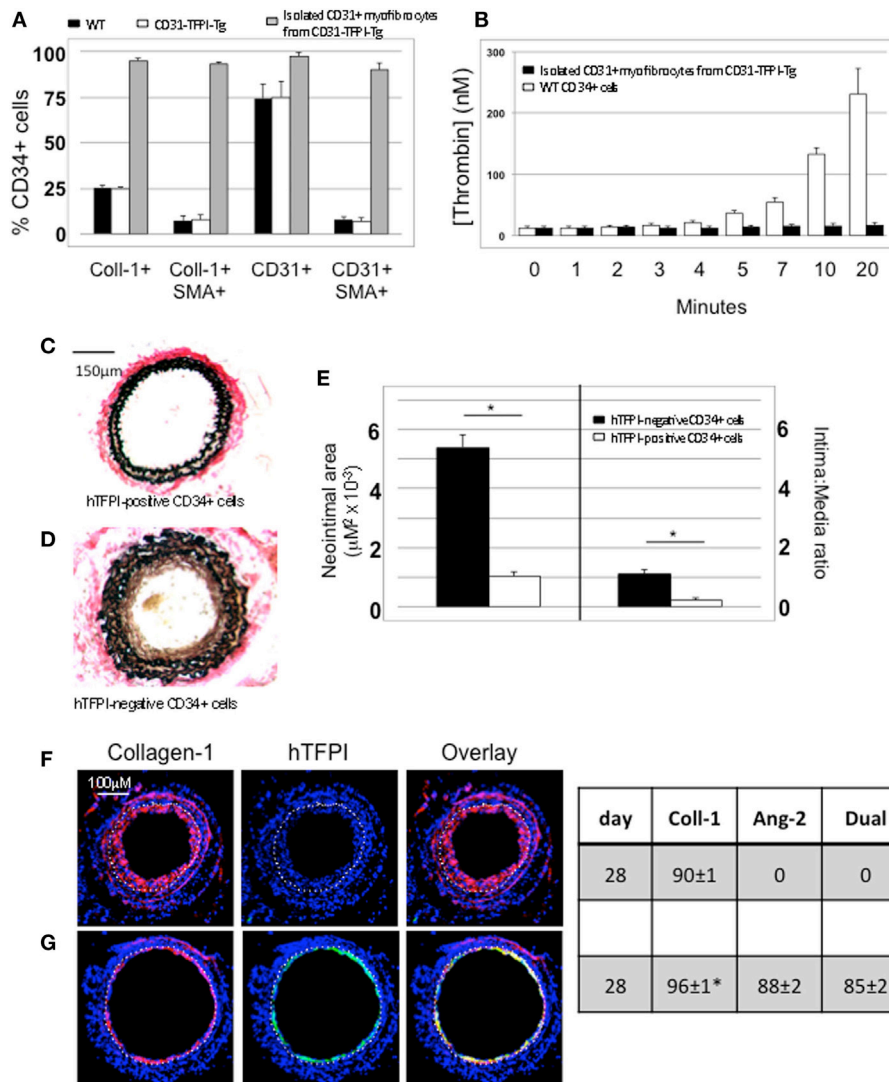 A
WT
CD31-TFPI-Tg
Isolated CD31+ myofibrocytes
from CD31-TFPI-Tg
% CD34+ cells
100
75
50
25
0
Coll-1+
Coll-1+
SMA+
CD31+
CD31+
SMA+
B
Isolated CD31+myofibrocytes from CD31-TFPI-Tg
WT CD34+ cells
[Thrombin] (nM)
300
200
100
0
0 1 2 3 4 5 7 10 20
Minutes
C
150μm
hTFPI-positive CD34+ cells
D
hTFPI-negative CD34+ cells
E
Neointimal area
(μM² x 10⁻³)
6
4
2
0
*
*
hTFPI-negative CD34+ cells
hTFPI-positive CD34+ cells
6
4
2
0
Intima:Media ratio
F
Collagen-1 hTFPI Overlay
100μM
G
day Coll-1 Ang-2 Dual
28 90±1 0 0
28 96±1* 88±2 85±2